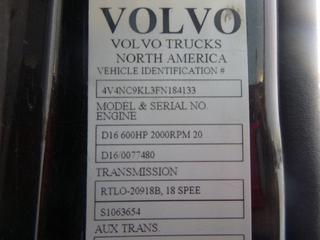 VOLVO
VOLVO TRUCKS
NORTH AMERICA
VEHICLE IDENTIFICATION #
4V4NC9KL3FN184133
MODEL & SERIAL NO.
ENGINE
D16 600HP 2000RPM 20
D16/0077480
TRANSMISSION
RTLO-20918B, 18 SPEE
S1063654
AUX TRANS.